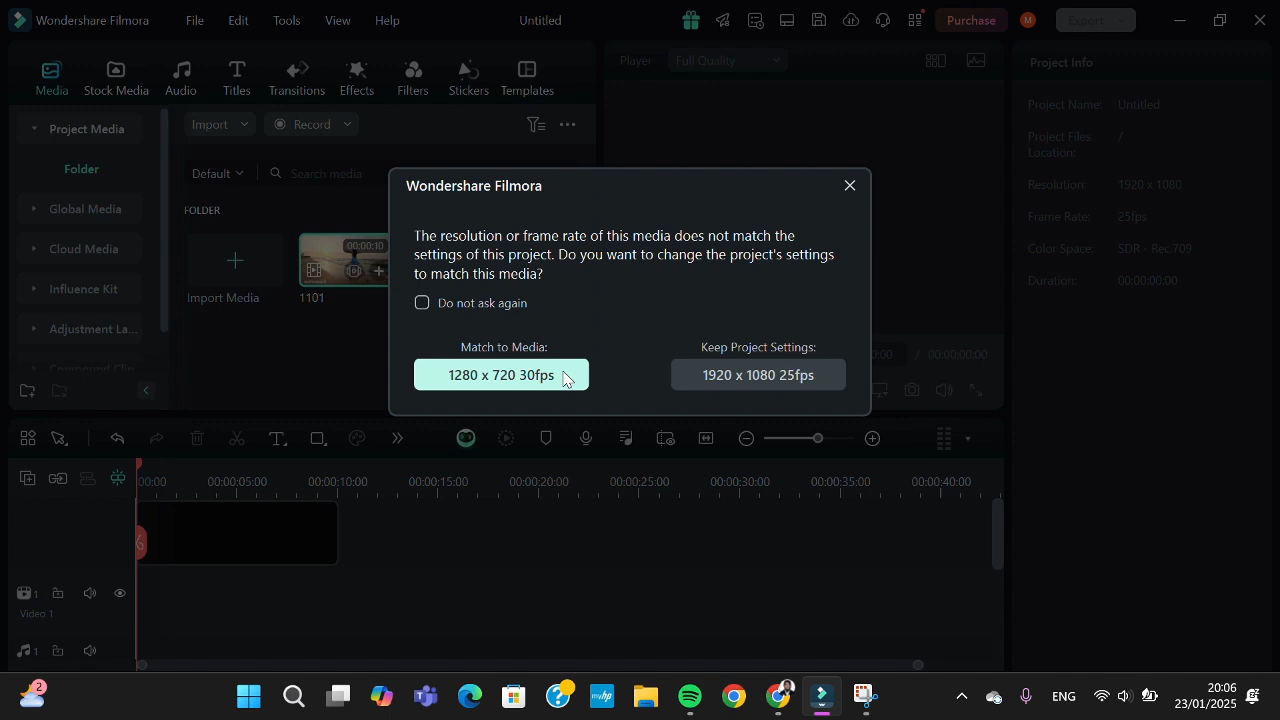 Wondershare Filmora File Edit Tools View Help Untitled Purchase M Export
Media Stock Media Audio Titles Transitions Effects Filters Stickers Templates
Player Full Quality
Project Info
Project Media
Import Record
Folder
Default Search media
FOLDER
Global Media
Cloud Media
Influence Kit
Adjustment La...
Compound Clip
Import Media
00:00:10
1101
Project Name: Untitled
Project Files
Location: /
Resolution: 1920 x 1080
Frame Rate: 25fps
Color Space: SDR - Rec.709
Duration: 00:00:00:00
Wondershare Filmora
The resolution or frame rate of this media does not match the
settings of this project. Do you want to change the project's settings
to match this media?
Do not ask again
Match to Media: Keep Project Settings:
1280 x 720 30fps 1920 x 1080 25fps
/ 00:00:00:00
00:00 00:00:05:00 00:00:10:00 00:00:15:00 00:00:20:00 00:00:25:00 00:00:30:00 00:00:35:00 00:00:40:00
1
Video 1
1
2
myhp
ENG
20:06
23/01/2025